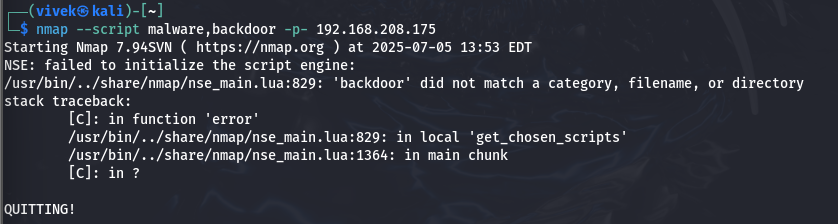 ┌──(vivek㉿kali)-[~]
└─$ nmap --script malware,backdoor -p- 192.168.208.175
Starting Nmap 7.94SVN ( https://nmap.org ) at 2025-07-05 13:53 EDT
NSE: failed to initialize the script engine:
/usr/bin/../share/nmap/nse_main.lua:829: 'backdoor' did not match a category, filename, or directory
stack traceback:
        [C]: in function 'error'
        /usr/bin/../share/nmap/nse_main.lua:829: in local 'get_chosen_scripts'
        /usr/bin/../share/nmap/nse_main.lua:1364: in main chunk
        [C]: in ?

QUITTING!